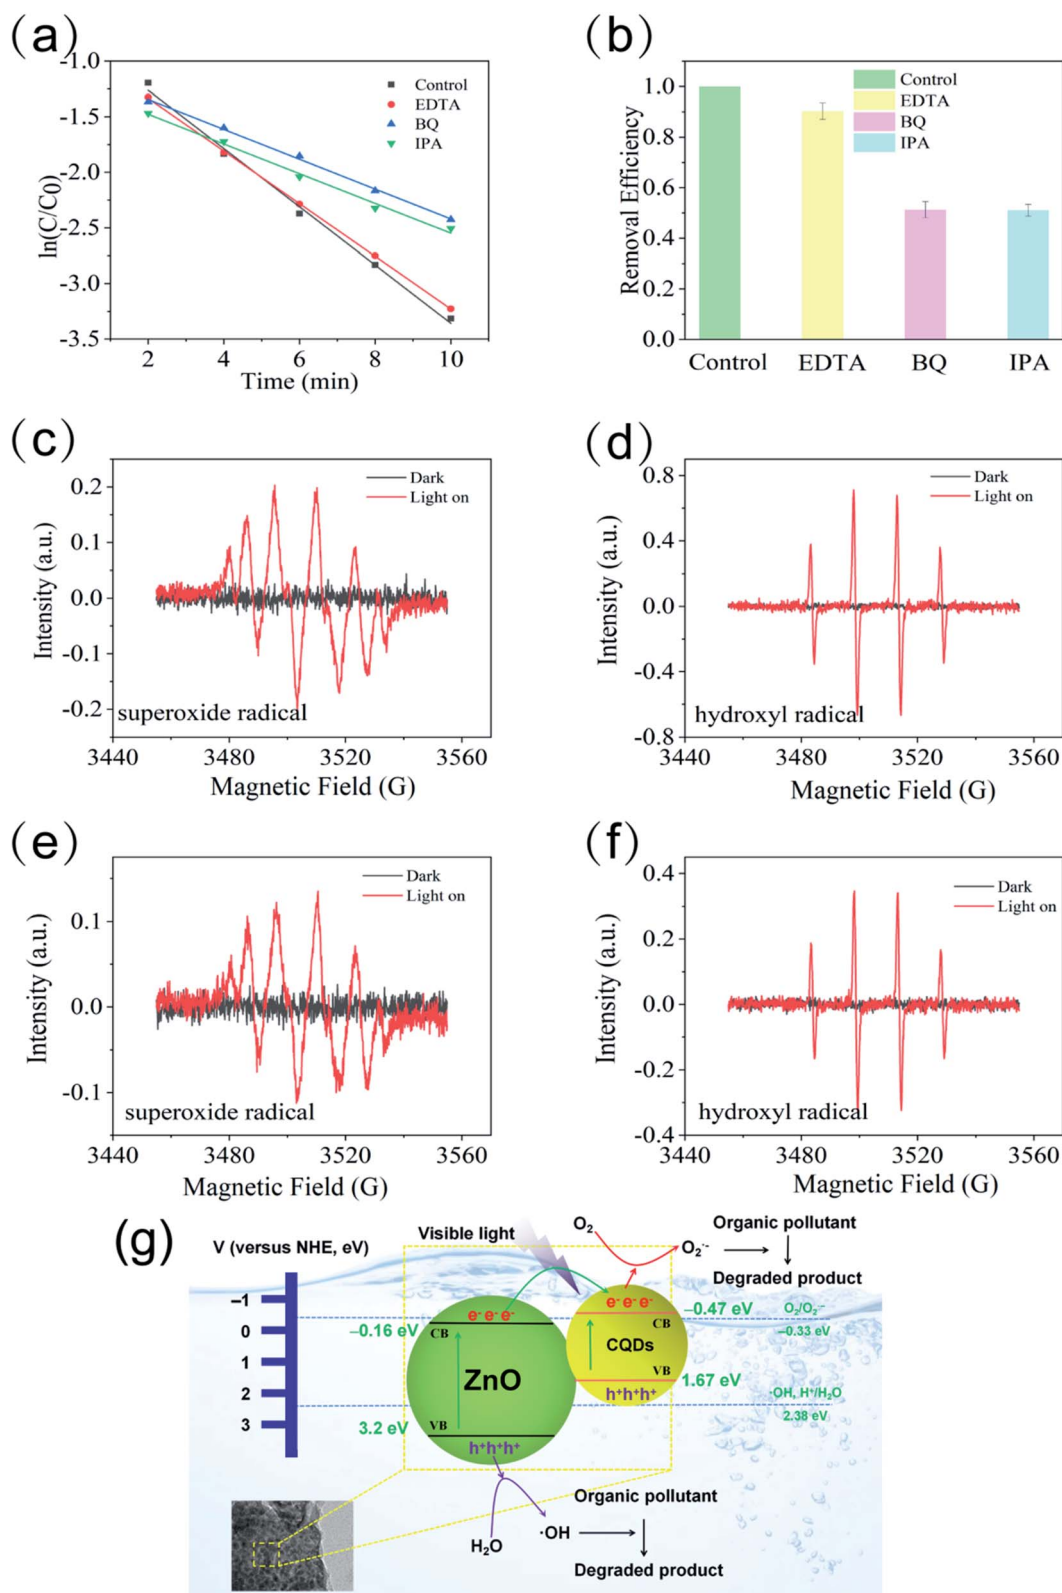 (a)
-1.0
-1.5
-2.0
-2.5
-3.0
-3.5
ln(C/C0)
Control
EDTA
BQ
IPA
2 4 6 8 10
Time (min)
(b)
1.0
0.8
0.6
0.4
0.2
0.0
Removal Efficiency
Control
EDTA
BQ
IPA
Control EDTA BQ IPA
(c)
0.2
0.1
0.0
-0.1
-0.2
Intensity (a.u.)
Dark
Light on
superoxide radical
3440 3480 3520 3560
Magnetic Field (G)
(d)
0.8
0.4
0.0
-0.4
-0.8
Intensity (a.u.)
Dark
Light on
hydroxyl radical
3440 3480 3520 3560
Magnetic Field (G)
(e)
0.1
0.0
-0.1
Intensity (a.u.)
Dark
Light on
superoxide radical
3440 3480 3520 3560
Magnetic Field (G)
(f)
0.4
0.2
0.0
-0.2
-0.4
Intensity (a.u.)
Dark
Light on
hydroxyl radical
3440 3480 3520 3560
Magnetic Field (G)
(g)
V (versus NHE, eV)
–1
0
1
2
3
Visible light
O₂
O₂·-
Organic pollutant
Degraded product
e- e- e-
–0.16 eV
CB
ZnO
3.2 eV
VB
h+h+h+
e- e- e-
–0.47 eV
CB
CQDs
VB
1.67 eV
h+h+h+
O₂/O₂·-
–0.33 eV
·OH, H+/H₂O
2.38 eV
H₂O
·OH
Organic pollutant
Degraded product